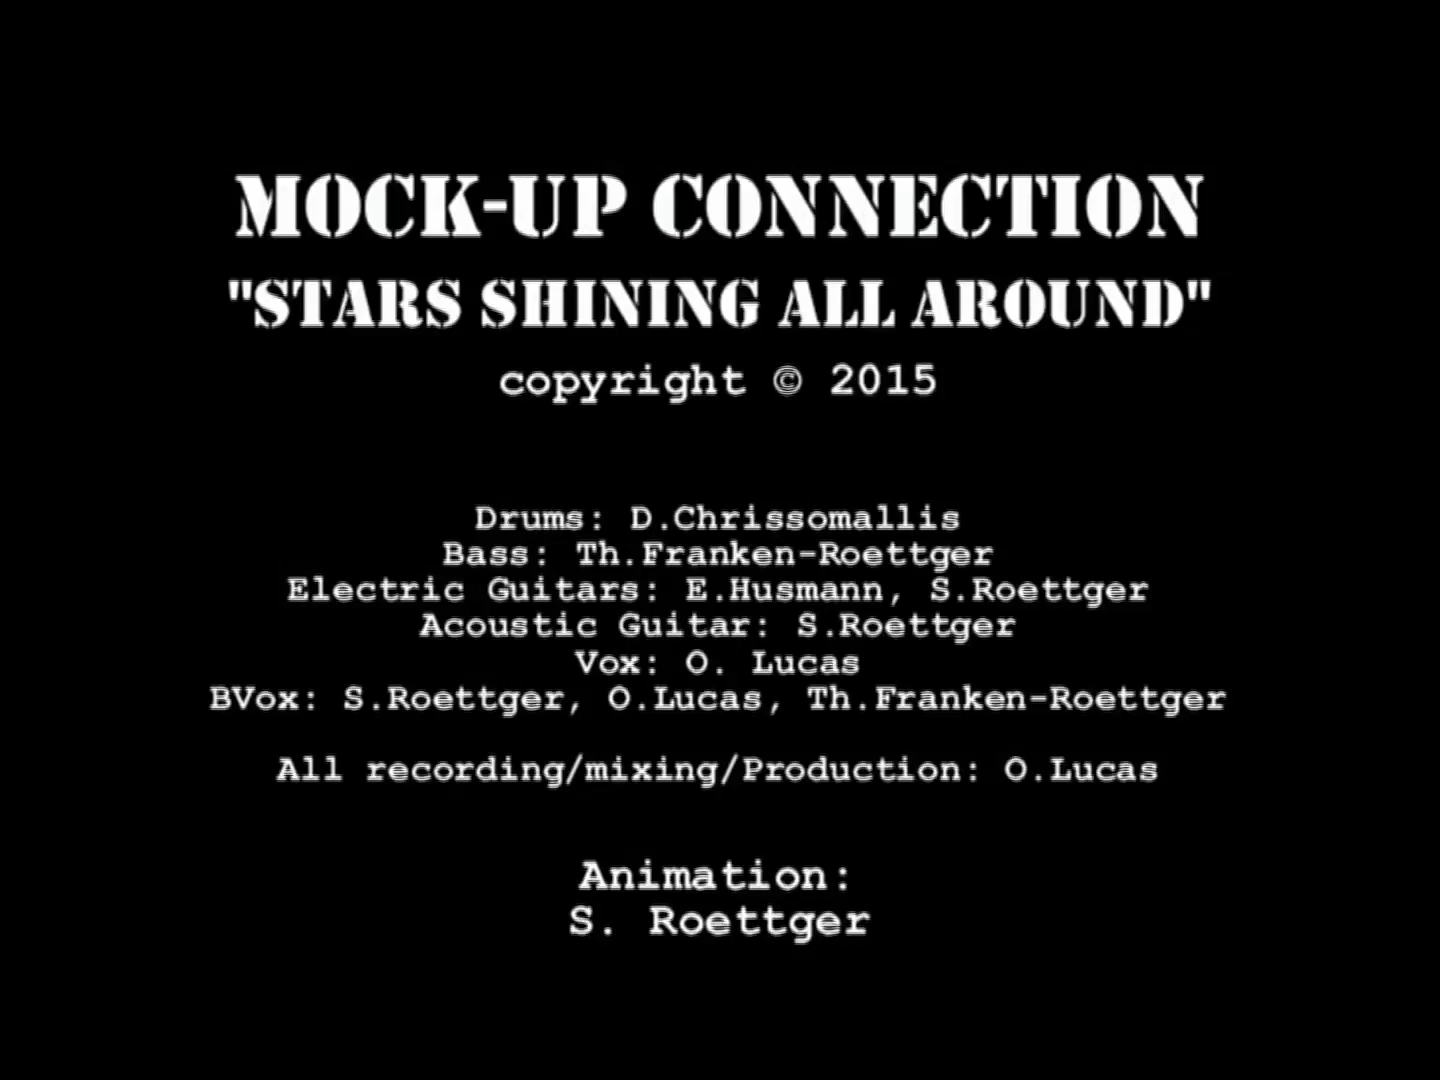 MOCK-UP CONNECTION
"STARS SHINING ALL AROUND"
copyright © 2015
Drums: D.Chrissomallis
Bass: Th.Franken-Roettger
Electric Guitars: E.Husmann, S.Roettger
Acoustic Guitar: S.Roettger
Vox: O. Lucas
BVox: S.Roettger, O.Lucas, Th.Franken-Roettger
All recording/mixing/Production: O.Lucas
Animation:
S. Roettger